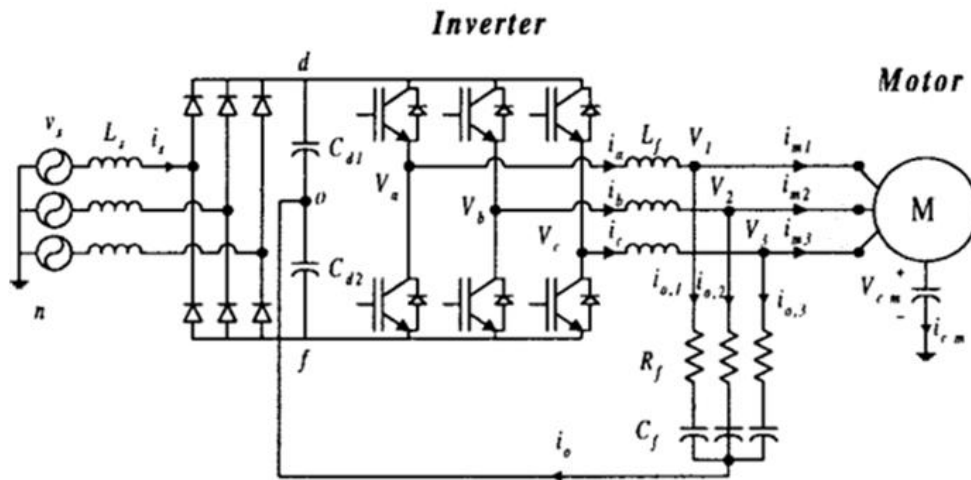 Inverter
Motor
d
v_s
L_s
i_s
C_d1
o
C_d2
n
f
V_a
V_b
V_c
i_a
i_b
i_c
L_f
V_1
V_2
V_3
i_m1
i_m2
i_m3
M
V_cm
+
−
i_cm
i_o,1
i_o,2
i_o,3
R_f
C_f
i_o